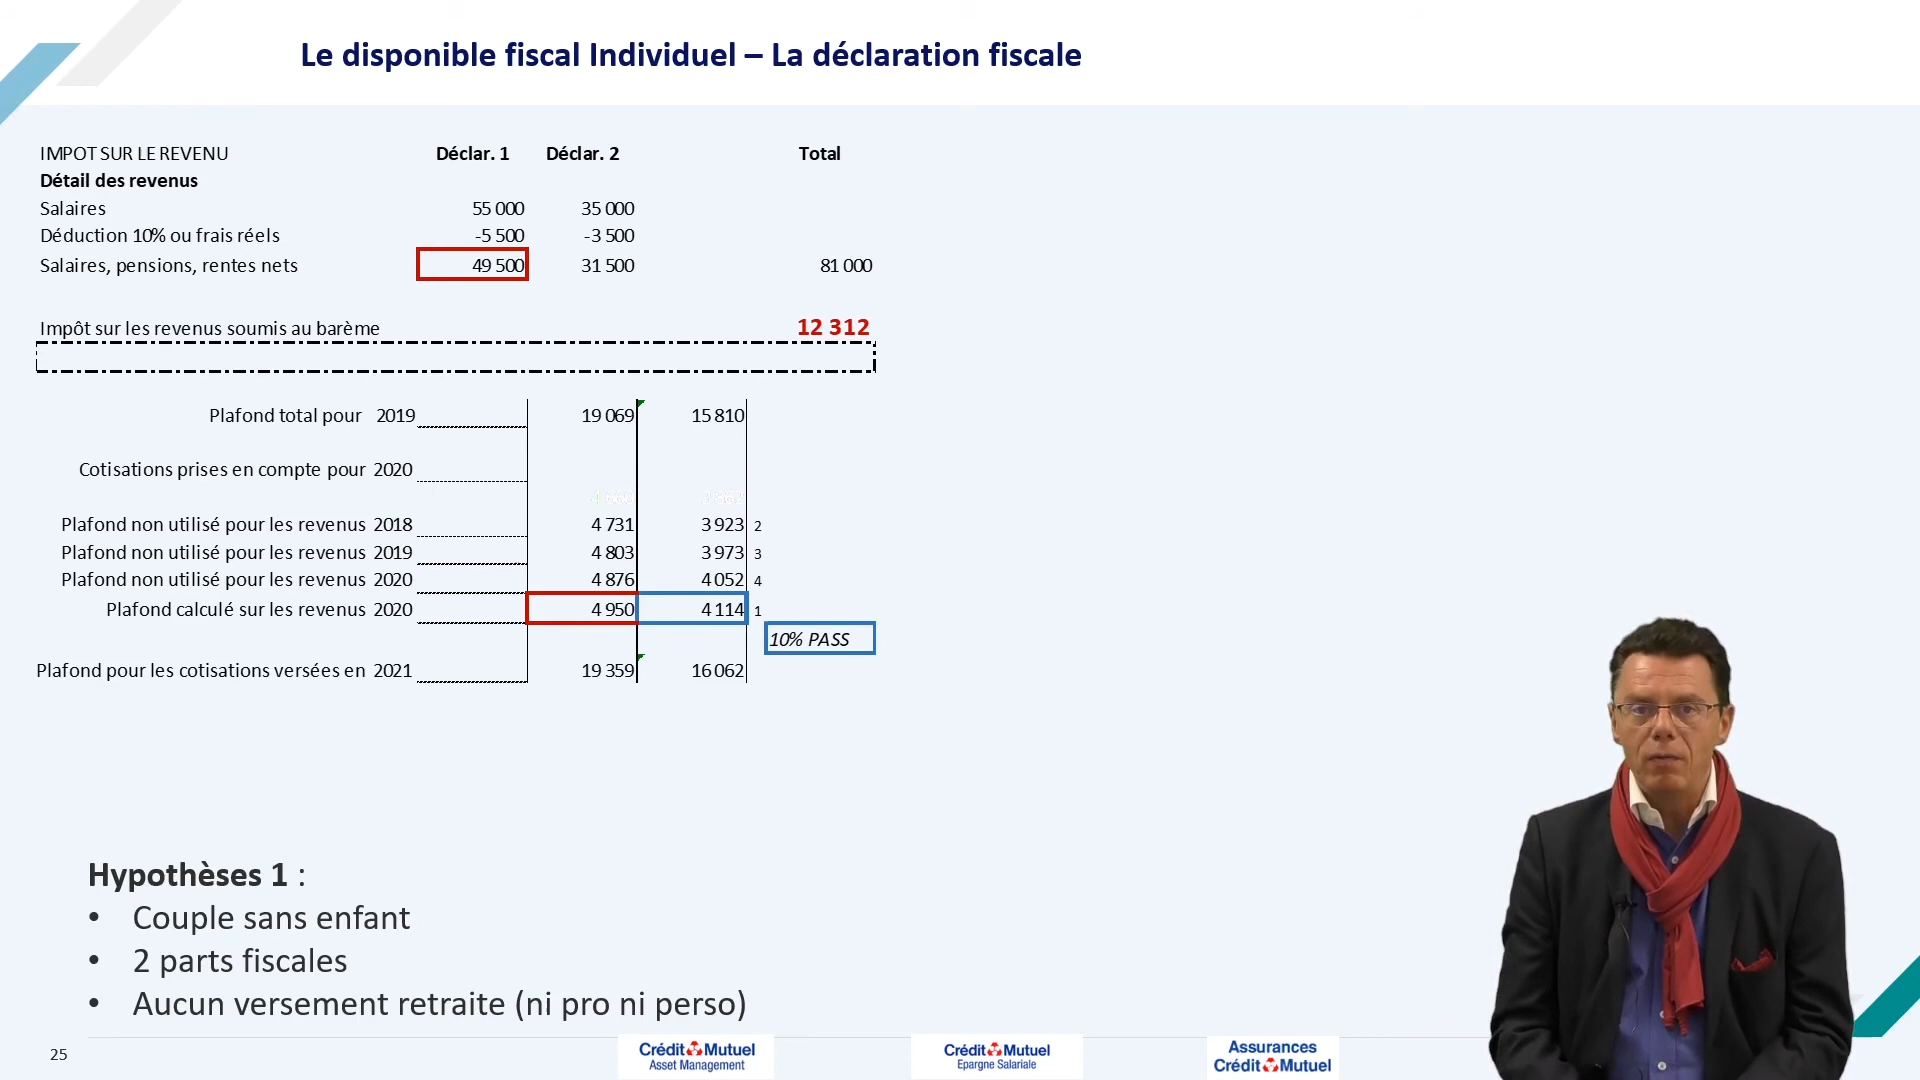 Le disponible fiscal Individuel – La déclaration fiscale
IMPOT SUR LE REVENU Déclar. 1 Déclar. 2 Total
Détail des revenus
Salaires 55 000 35 000
Déduction 10% ou frais réels -5 500 -3 500
Salaires, pensions, rentes nets 49 500 31 500 81 000
Impôt sur les revenus soumis au barème 12 312
Plafond total pour 2019 19 069 15 810
Cotisations prises en compte pour 2020
Plafond non utilisé pour les revenus 2018 4 731 3 923 2
Plafond non utilisé pour les revenus 2019 4 803 3 973 3
Plafond non utilisé pour les revenus 2020 4 876 4 052 4
Plafond calculé sur les revenus 2020 4 950 4 114 1
10% PASS
Plafond pour les cotisations versées en 2021 19 359 16 062
Hypothèses 1 :
• Couple sans enfant
• 2 parts fiscales
• Aucun versement retraite (ni pro ni perso)
25
Crédit Mutuel
Asset Management
Crédit Mutuel
Epargne Salariale
Assurances
Crédit Mutuel